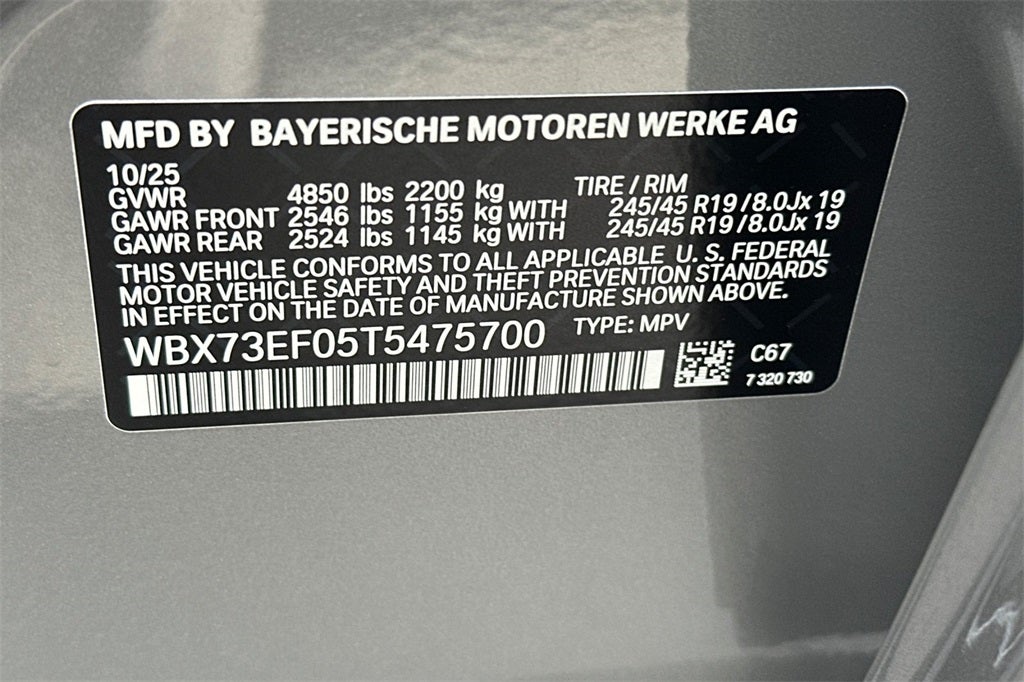 MFD BY BAYERISCHE MOTOREN WERKE AG
10/25
GVWR 4850 lbs 2200 kg TIRE / RIM
GAWR FRONT 2546 lbs 1155 kg WITH 245/45 R19 / 8.0Jx 19
GAWR REAR 2524 lbs 1145 kg WITH 245/45 R19 / 8.0Jx 19
THIS VEHICLE CONFORMS TO ALL APPLICABLE U. S. FEDERAL
MOTOR VEHICLE SAFETY AND THEFT PREVENTION STANDARDS
IN EFFECT ON THE DATE OF MANUFACTURE SHOWN ABOVE.
WBX73EF05T5475700 TYPE: MPV
C67
7 320 730